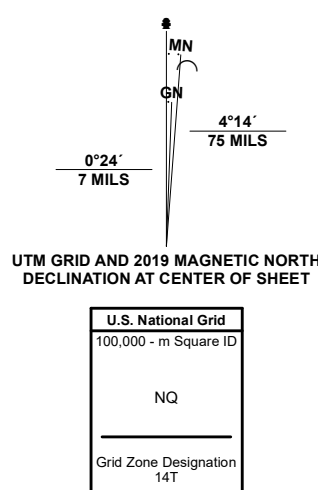 MN
GN
4°14´
75 MILS
0°24´
7 MILS
UTM GRID AND 2019 MAGNETIC NORTH
DECLINATION AT CENTER OF SHEET
U.S. National Grid
100,000 - m Square ID
NQ
Grid Zone Designation
14T